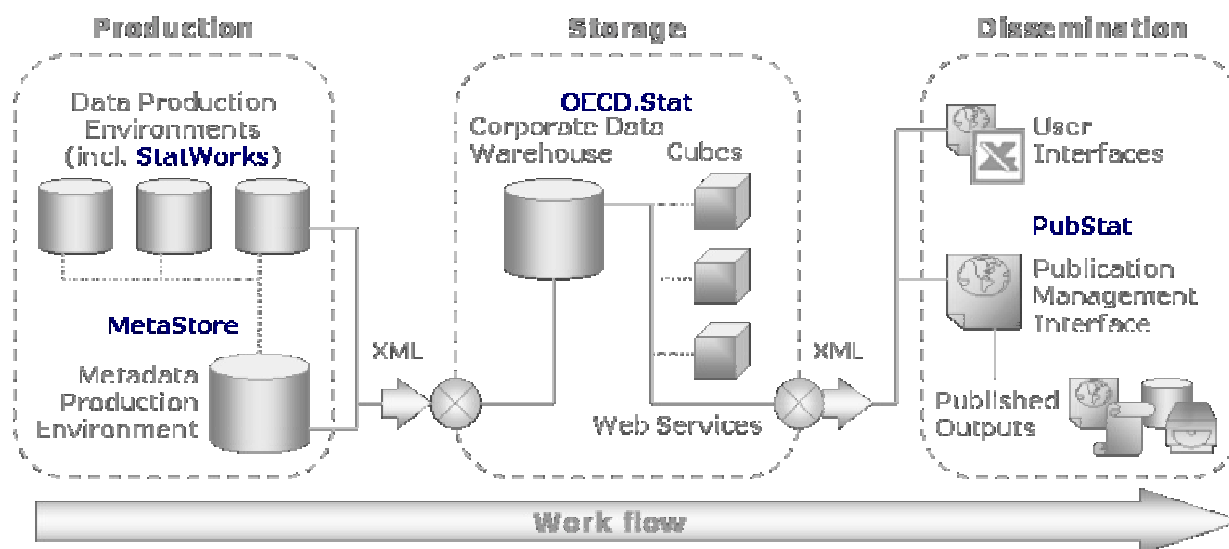 Production
Data Production
Environments
(incl. StatWorks)
MetaStore
Metadata
Production
Environment
XML
Storage
OECD.Stat
Corporate Data
Warehouse
Cubes
Web Services
XML
Dissemination
User
Interfaces
PubStat
Publication
Management
Interface
Published
Outputs
Work flow